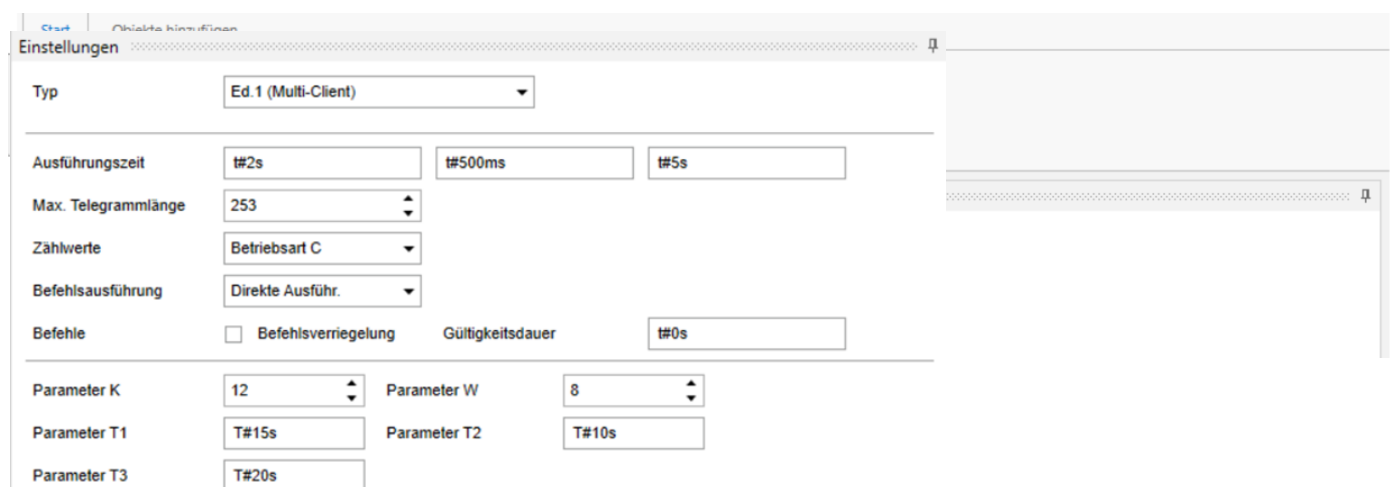 Start Objekte hinzufügen
Einstellungen
Typ Ed.1 (Multi-Client)
Ausführungszeit t#2s t#500ms t#5s
Max. Telegrammlänge 253
Zählwerte Betriebsart C
Befehlsausführung Direkte Ausführ.
Befehle Befehlsverriegelung Gültigkeitsdauer t#0s
Parameter K 12 Parameter W 8
Parameter T1 T#15s Parameter T2 T#10s
Parameter T3 T#20s